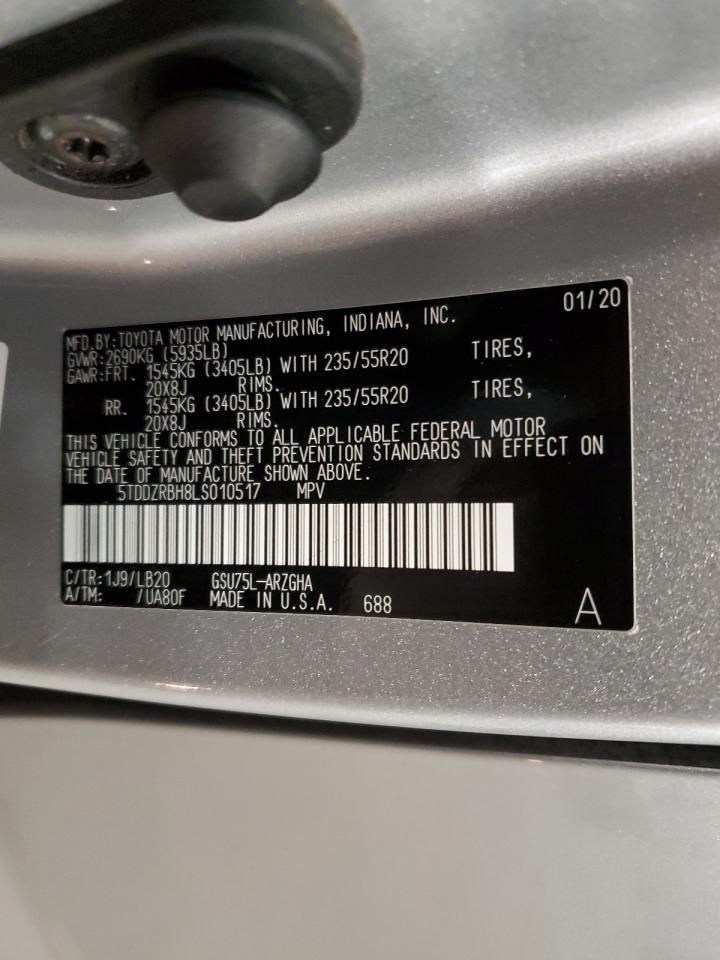 01/20
MFD.BY:TOYOTA MOTOR MANUFACTURING, INDIANA, INC.
GVWR:2690KG (5935LB)
GAWR:FRT. 1545KG (3405LB) WITH 235/55R20 TIRES,
20X8J RIMS.
RR. 1545KG (3405LB) WITH 235/55R20 TIRES,
20X8J RIMS.
THIS VEHICLE CONFORMS TO ALL APPLICABLE FEDERAL MOTOR
VEHICLE SAFETY AND THEFT PREVENTION STANDARDS IN EFFECT ON
THE DATE OF MANUFACTURE SHOWN ABOVE.
5TDDZRBH8LS010517 MPV
C/TR:1J9/LB20 GSU75L-ARZGHA
A/TM: /UA80F MADE IN U.S.A. 688
A